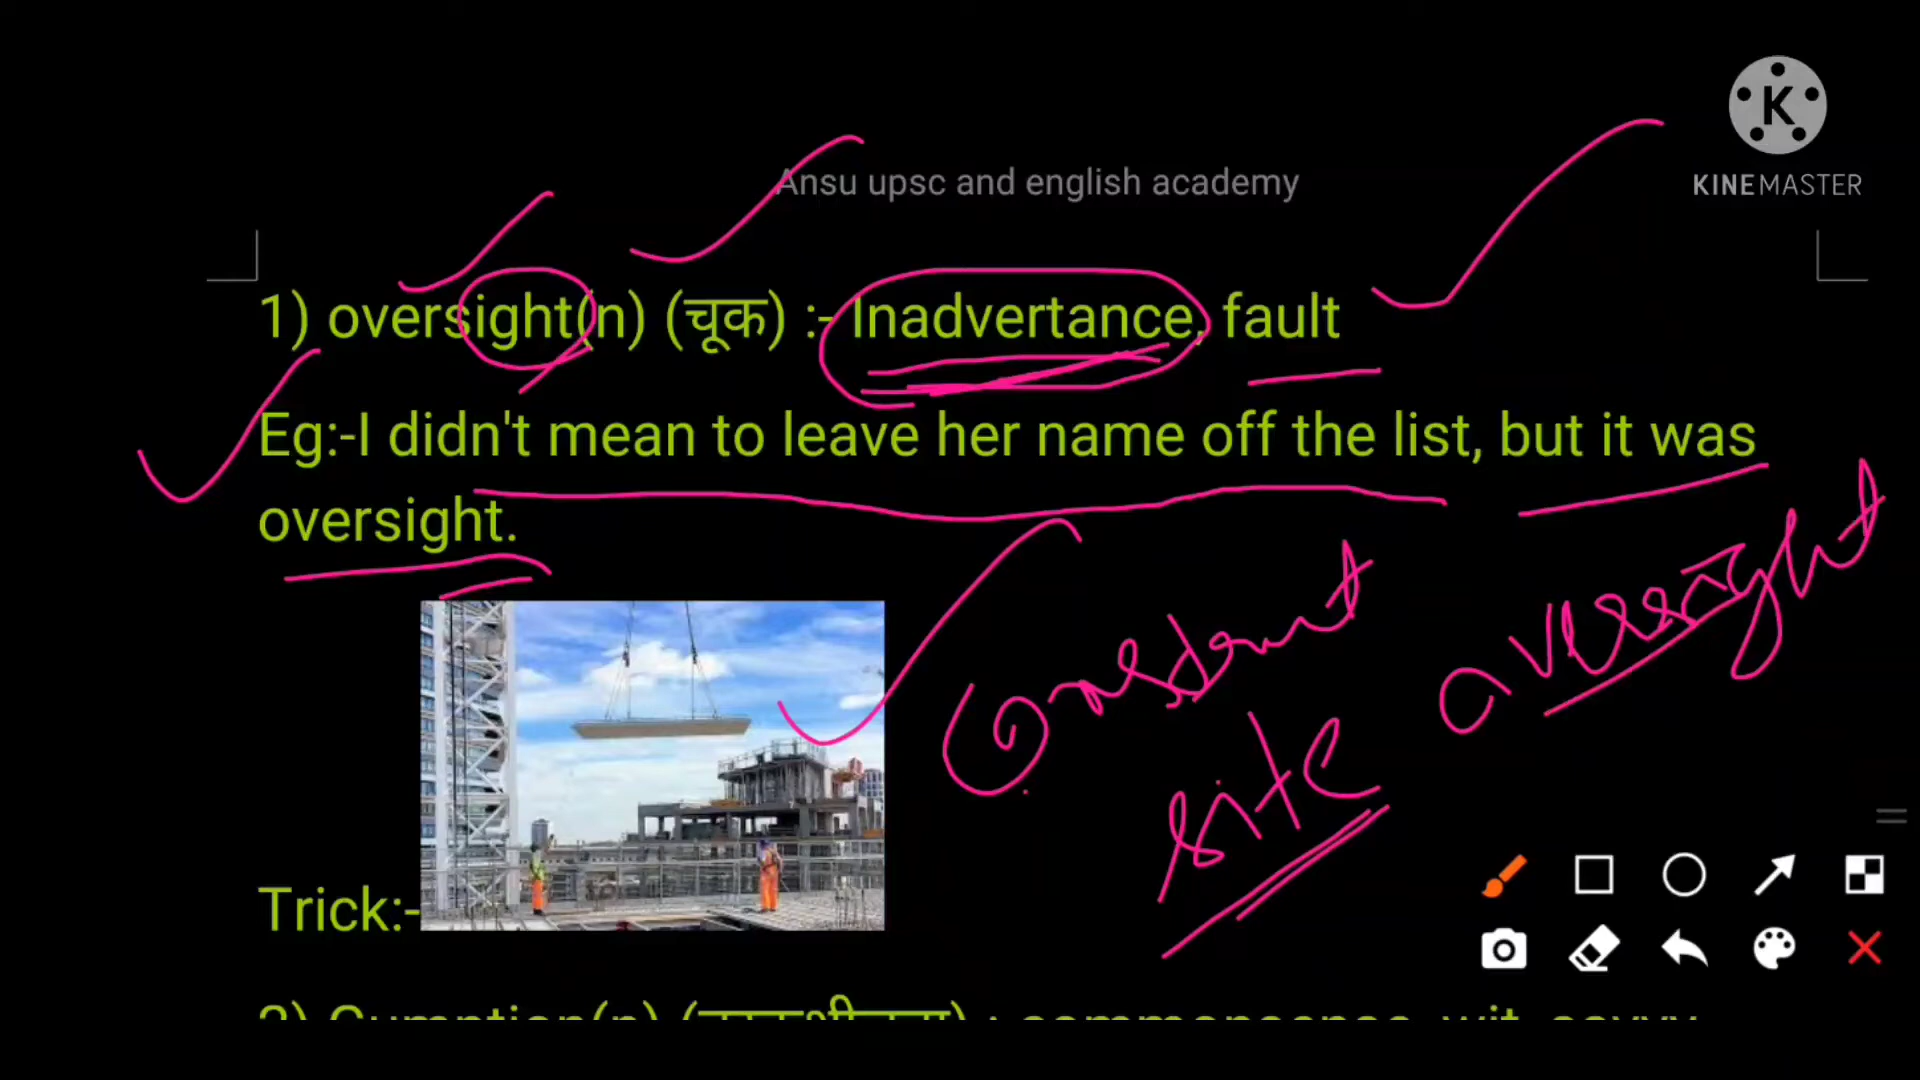 Ansu upsc and english academy
KINEMASTER
1) oversight(n) (चूक) :- Inadvertance, fault
Eg:-I didn't mean to leave her name off the list, but it was
oversight.
oversight
site
Trick:-